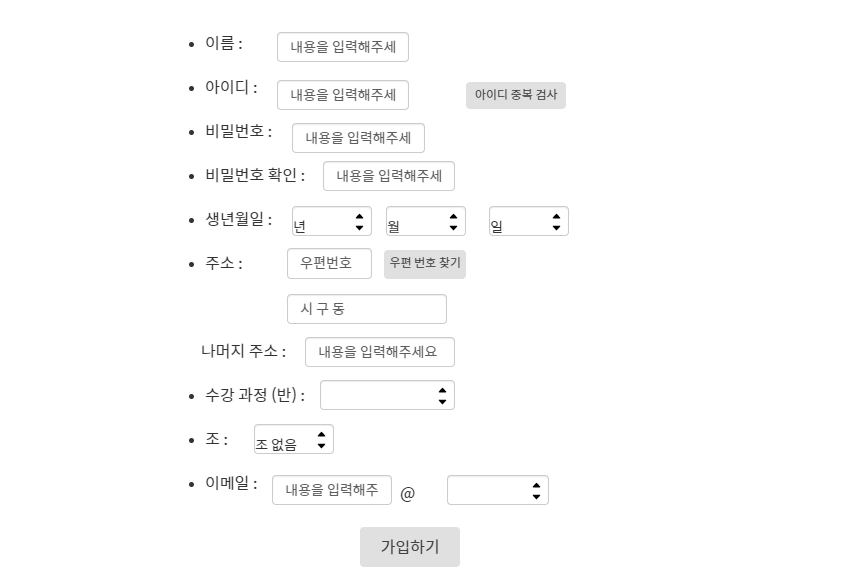 • 이름 : 내용을 입력해주세
• 아이디 : 내용을 입력해주세 아이디 중복 검사
• 비밀번호 : 내용을 입력해주세
• 비밀번호 확인 : 내용을 입력해주세
• 생년월일 : 년 월 일
• 주소 : 우편번호 우편 번호 찾기
시 구 동
나머지 주소 : 내용을 입력해주세요
• 수강 과정 (반) :
• 조 : 조 없음
• 이메일 : 내용을 입력해주 @
가입하기